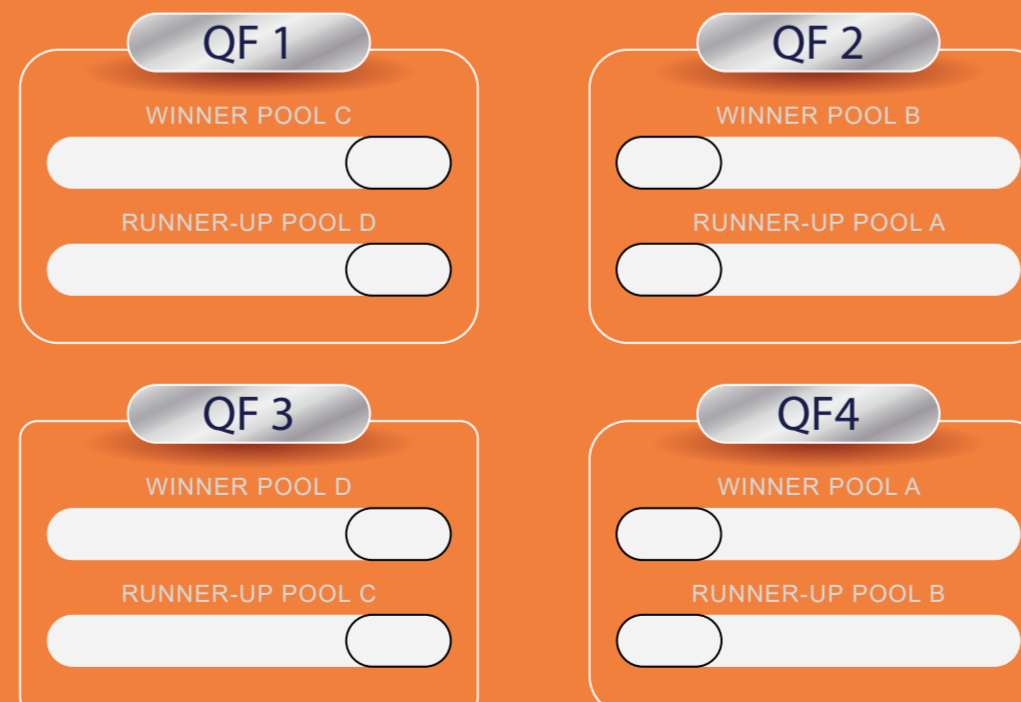 QF 1
WINNER POOL C
RUNNER-UP POOL D
QF 2
WINNER POOL B
RUNNER-UP POOL A
QF 3
WINNER POOL D
RUNNER-UP POOL C
QF4
WINNER POOL A
RUNNER-UP POOL B